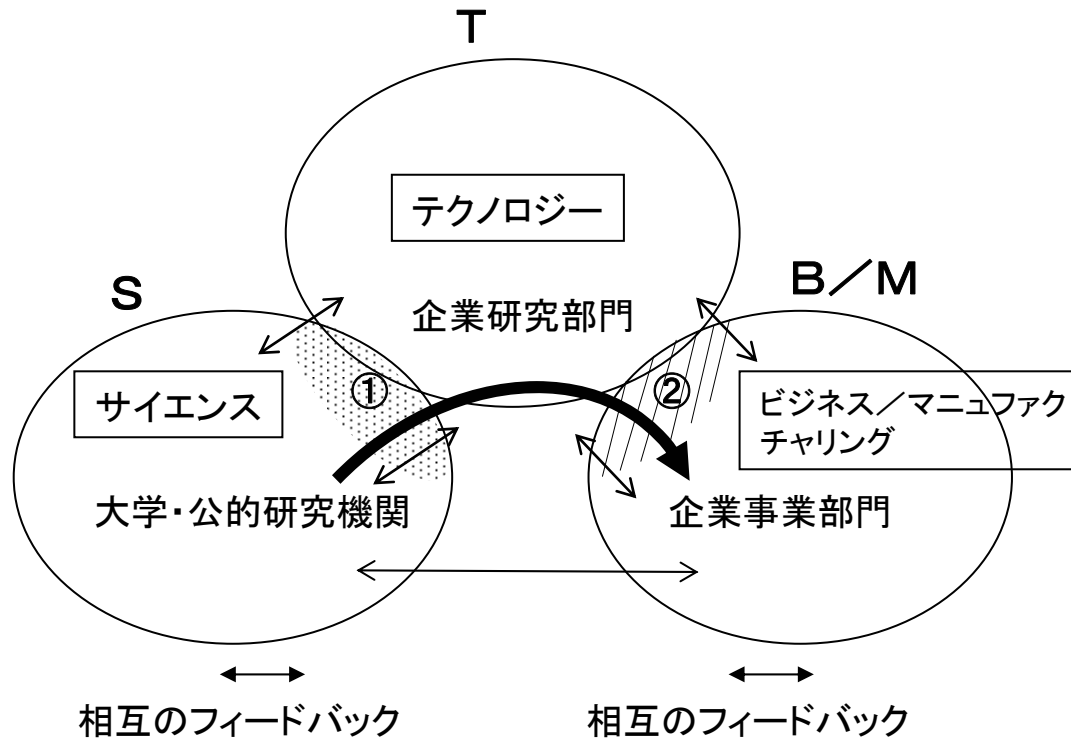 T
テクノロジー
企業研究部門
S
B/M
サイエンス
①
②
ビジネス/マニュファク
チャリング
大学・公的研究機関
企業事業部門
相互のフィードバック
相互のフィードバック